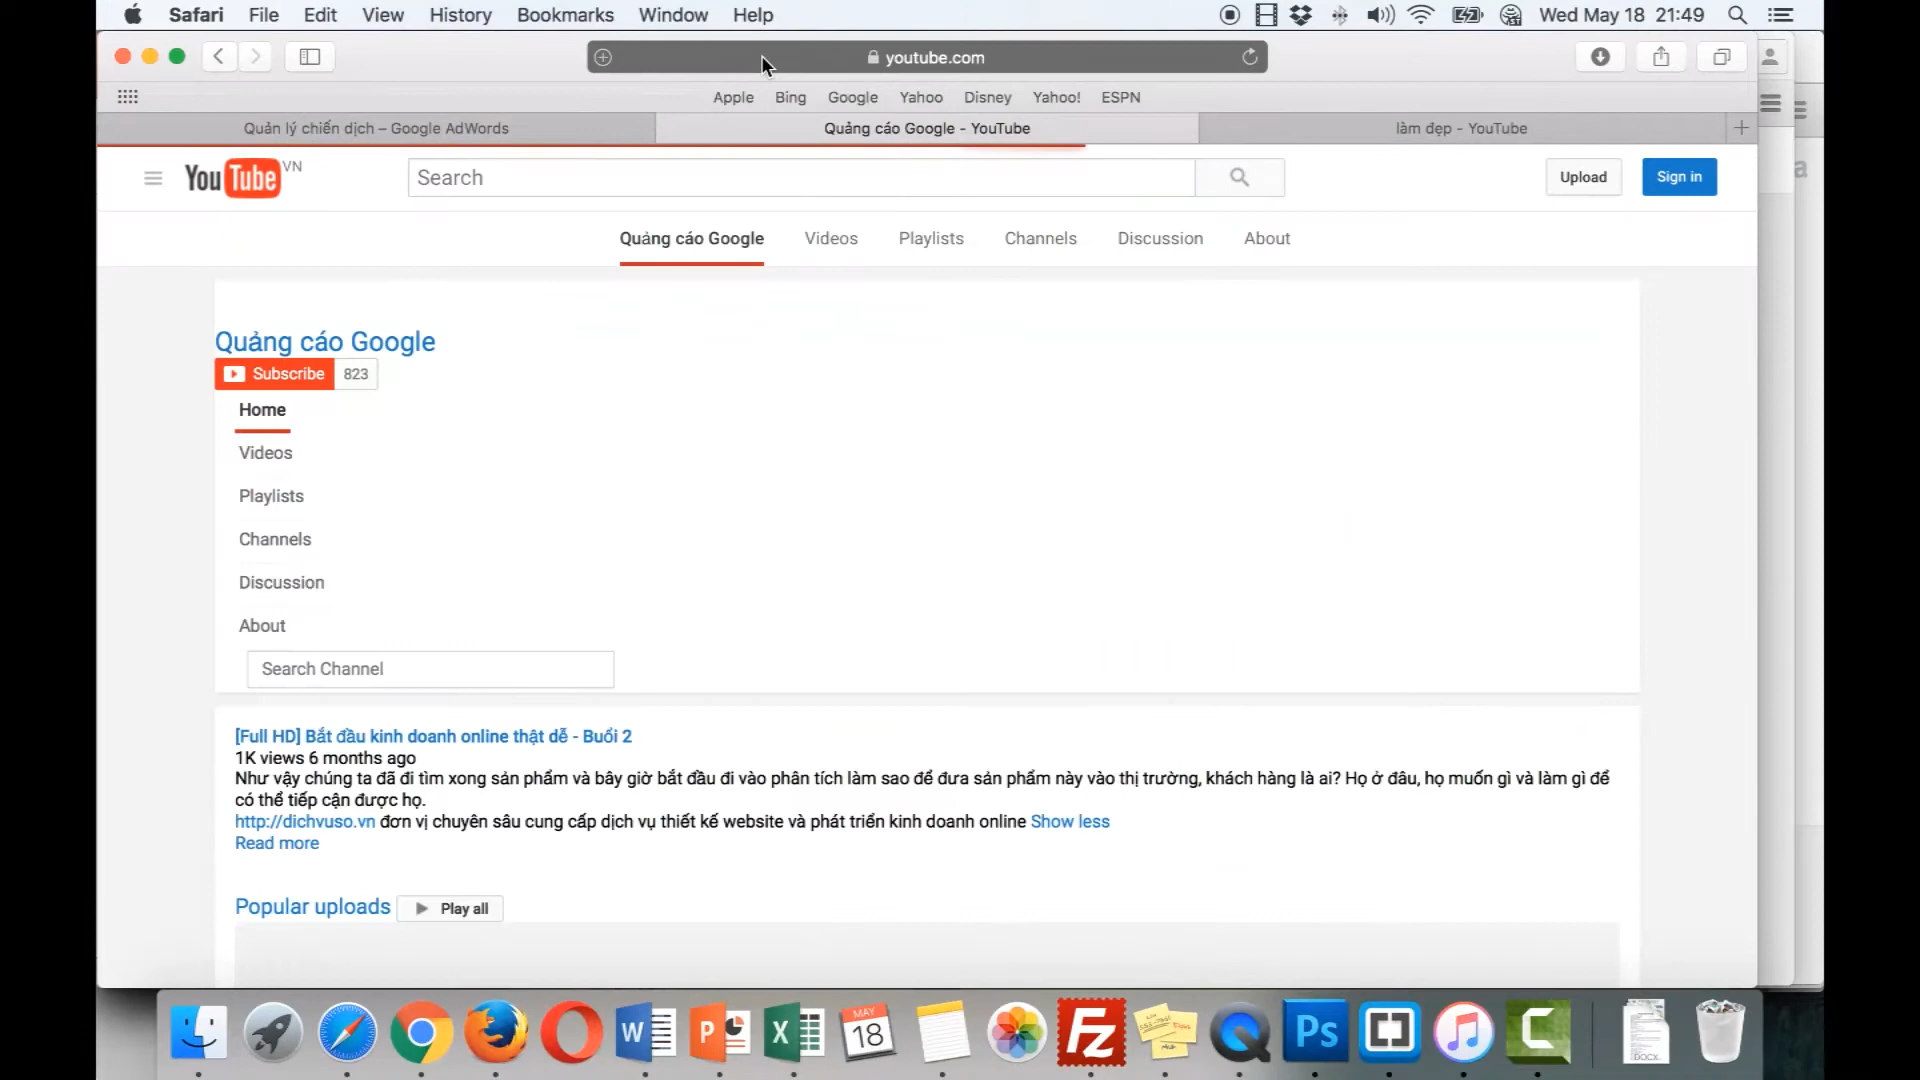 Safari File Edit View History Bookmarks Window Help Wed May 18 21:49
youtube.com
Apple Bing Google Yahoo Disney Yahoo! ESPN
Quản lý chiến dịch – Google AdWords Quảng cáo Google - YouTube làm đẹp - YouTube
YouTube VN Search Upload Sign in
Quảng cáo Google Videos Playlists Channels Discussion About
Quảng cáo Google
Subscribe 823
Home
Videos
Playlists
Channels
Discussion
About
Search Channel
[Full HD] Bắt đầu kinh doanh online thật dễ - Buổi 2
1K views 6 months ago
Như vậy chúng ta đã đi tìm xong sản phẩm và bây giờ bắt đầu đi vào phân tích làm sao để đưa sản phẩm này vào thị trường, khách hàng là ai? Họ ở đâu, họ muốn gì và làm gì để
có thể tiếp cận được họ.
http://dichvuso.vn đơn vị chuyên sâu cung cấp dịch vụ thiết kế website và phát triển kinh doanh online Show less
Read more
Popular uploads Play all
W P X MAY 18 Fz Ps C DOCX